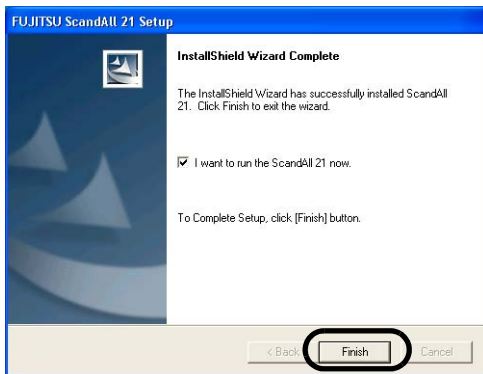 FUJITSU ScandAll 21 Setup
InstallShield Wizard Complete
The InstallShield Wizard has successfully installed ScandAll
21. Click Finish to exit the wizard.
I want to run the ScandAll 21 now.
To Complete Setup, click [Finish] button.
< Back
Finish
Cancel